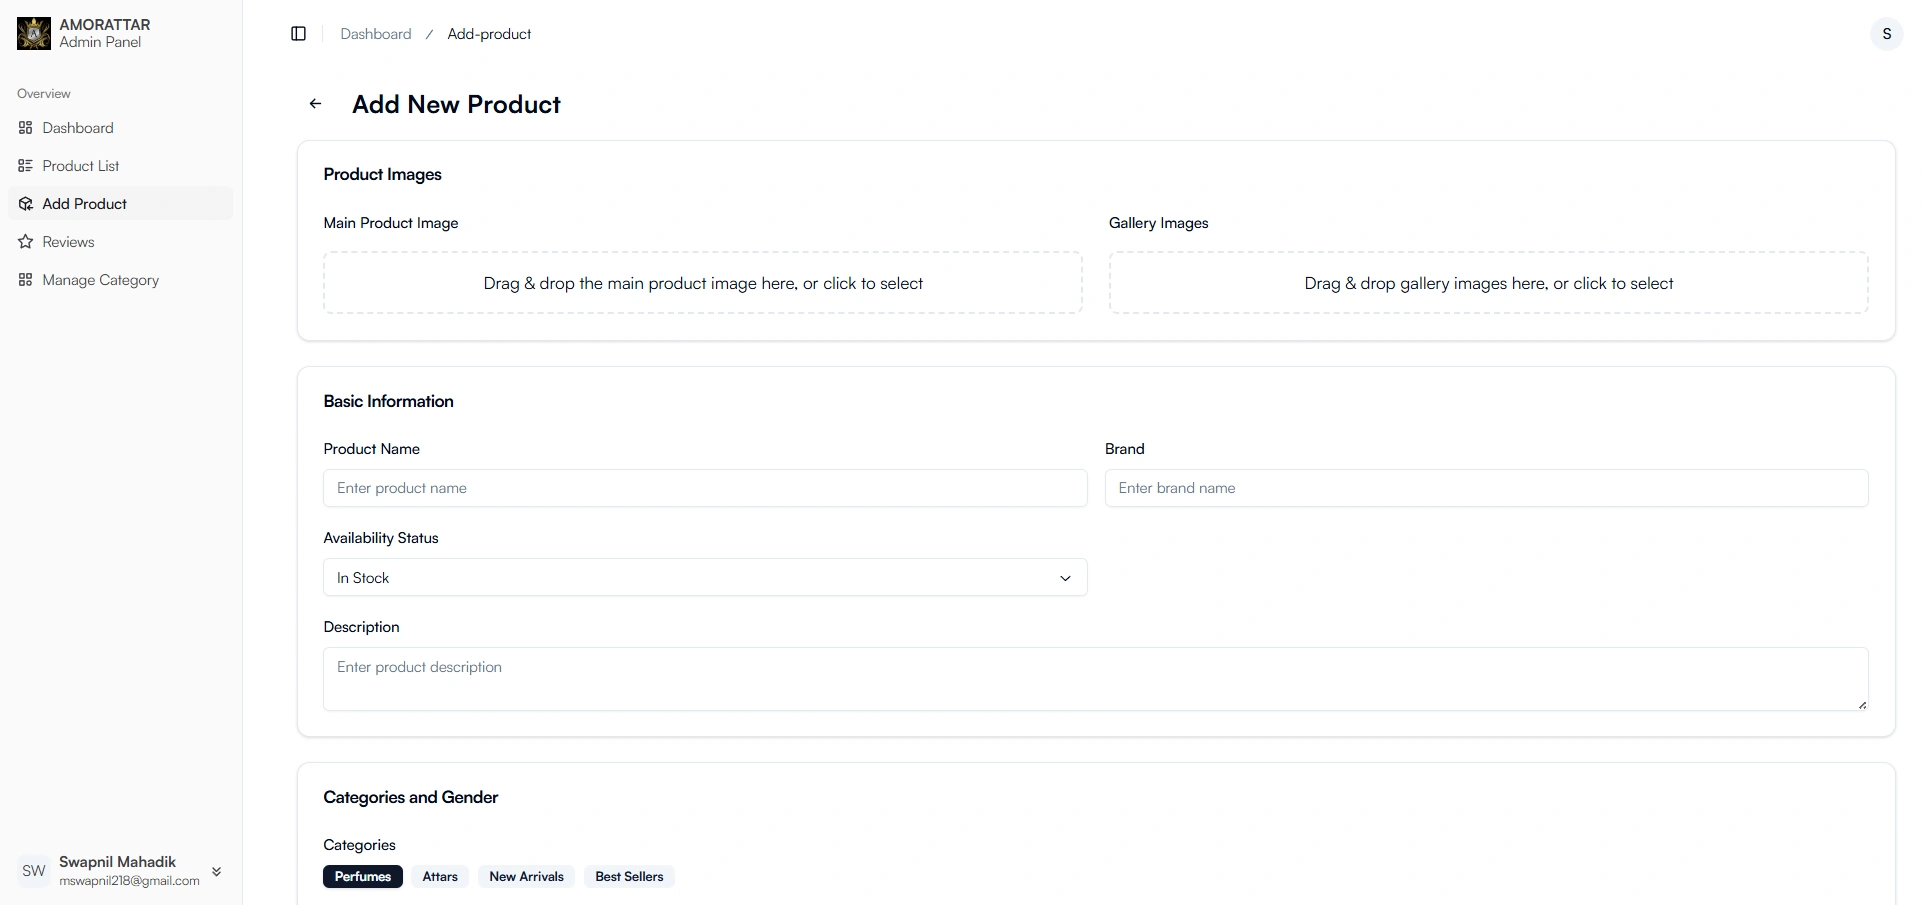 AMORATTAR
Admin Panel
Overview
Dashboard
Product List
Add Product
Reviews
Manage Category
SW
Swapnil Mahadik
mswapnil218@gmail.com
Dashboard / Add-product
S
Add New Product
Product Images
Main Product Image
Drag & drop the main product image here, or click to select
Gallery Images
Drag & drop gallery images here, or click to select
Basic Information
Product Name
Enter product name
Brand
Enter brand name
Availability Status
In Stock
Description
Enter product description
Categories and Gender
Categories
Perfumes Attars New Arrivals Best Sellers